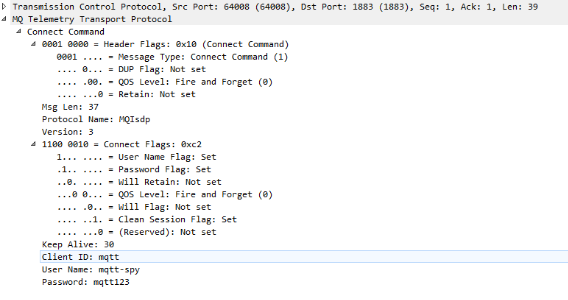 Transmission Control Protocol, Src Port: 64008 (64008), Dst Port: 1883 (1883), Seq: 1, Ack: 1, Len: 39
MQ Telemetry Transport Protocol
Connect Command
0001 0000 = Header Flags: 0x10 (Connect Command)
0001 .... = Message Type: Connect Command (1)
.... 0... = DUP Flag: Not set
.... .00. = QOS Level: Fire and Forget (0)
.... ...0 = Retain: Not set
Msg Len: 37
Protocol Name: MQIsdp
Version: 3
1100 0010 = Connect Flags: 0xc2
1... .... = User Name Flag: Set
.1.. .... = Password Flag: Set
..0. .... = Will Retain: Not set
...0 0... = QOS Level: Fire and Forget (0)
.... .0.. = Will Flag: Not set
.... ..1. = Clean Session Flag: Set
.... ...0 = (Reserved): Not set
Keep Alive: 30
Client ID: mqtt
User Name: mqtt-spy
Password: mqtt123